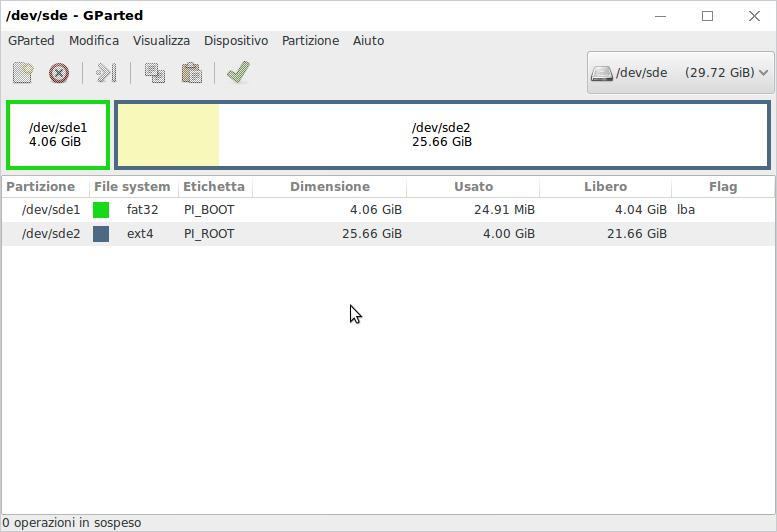 /dev/sde - GParted
GParted Modifica Visualizza Dispositivo Partizione Aiuto
/dev/sde (29.72 GiB)
/dev/sde1
4.06 GiB
/dev/sde2
25.66 GiB
Partizione File system Etichetta Dimensione Usato Libero Flag
/dev/sde1 fat32 PI_BOOT 4.06 GiB 24.91 MiB 4.04 GiB lba
/dev/sde2 ext4 PI_ROOT 25.66 GiB 4.00 GiB 21.66 GiB
0 operazioni in sospeso